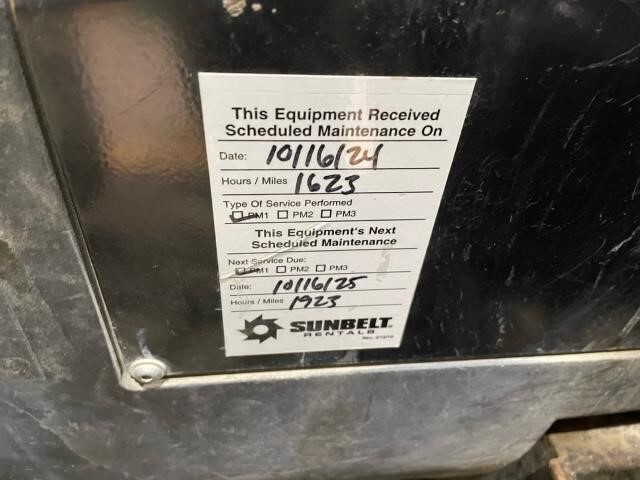 This Equipment Received
Scheduled Maintenance On
Date: 10/16/24
Hours / Miles 1623
Type Of Service Performed
PM1 PM2 PM3
This Equipment's Next
Scheduled Maintenance
Next Service Due:
PM1 PM2 PM3
Date: 10/16/25
Hours / Miles 1923
SUNBELT
RENTALS